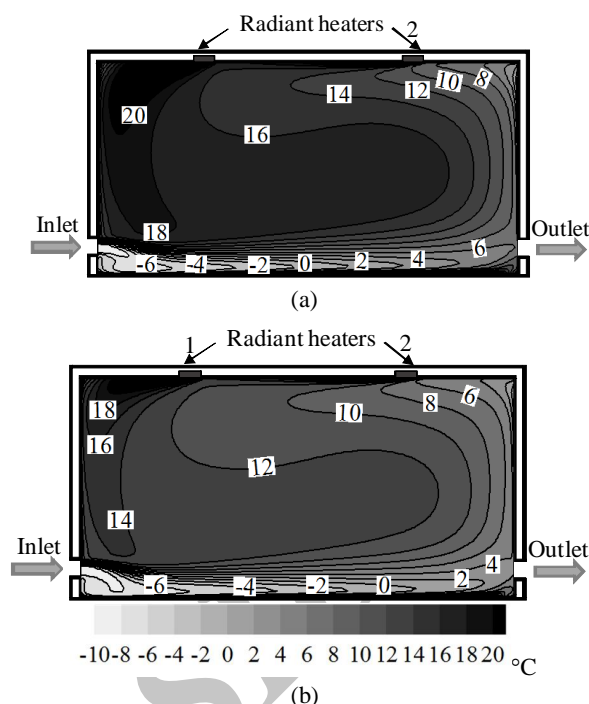 Radiant heaters
2
8
10
12
14
20
16
Inlet
Outlet
18
6
-6 -4 -2 0 2 4
(a)
Radiant heaters
1 2
18
6
8
10
16
12
14
Inlet
Outlet
4
-6 -4 -2 0 2
-10 -8 -6 -4 -2 0 2 4 6 8 10 12 14 16 18 20 °C
(b)